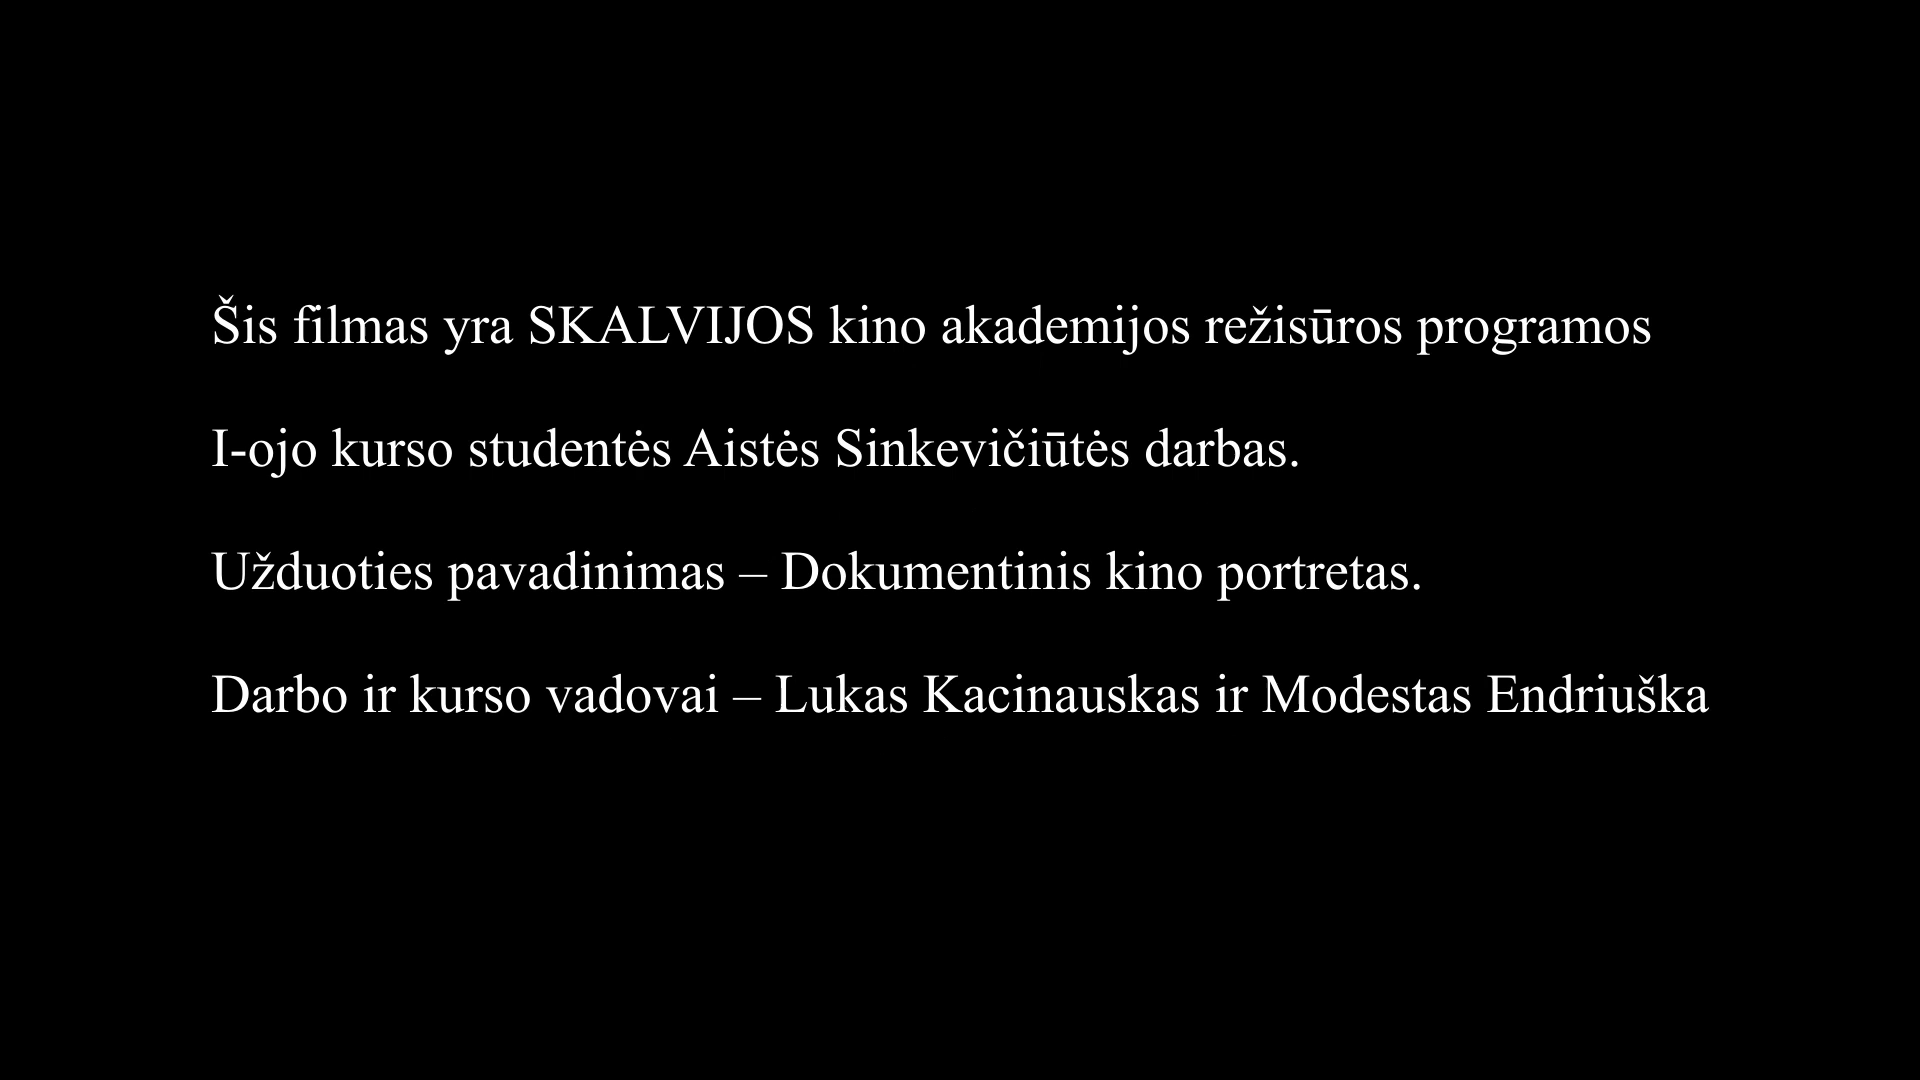 Šis filmas yra SKALVIJOS kino akademijos režisūros programos
I-ojo kurso studentės Aistės Sinkevičiūtės darbas.
Užduoties pavadinimas – Dokumentinis kino portretas.
Darbo ir kurso vadovai – Lukas Kacinauskas ir Modestas Endriuška